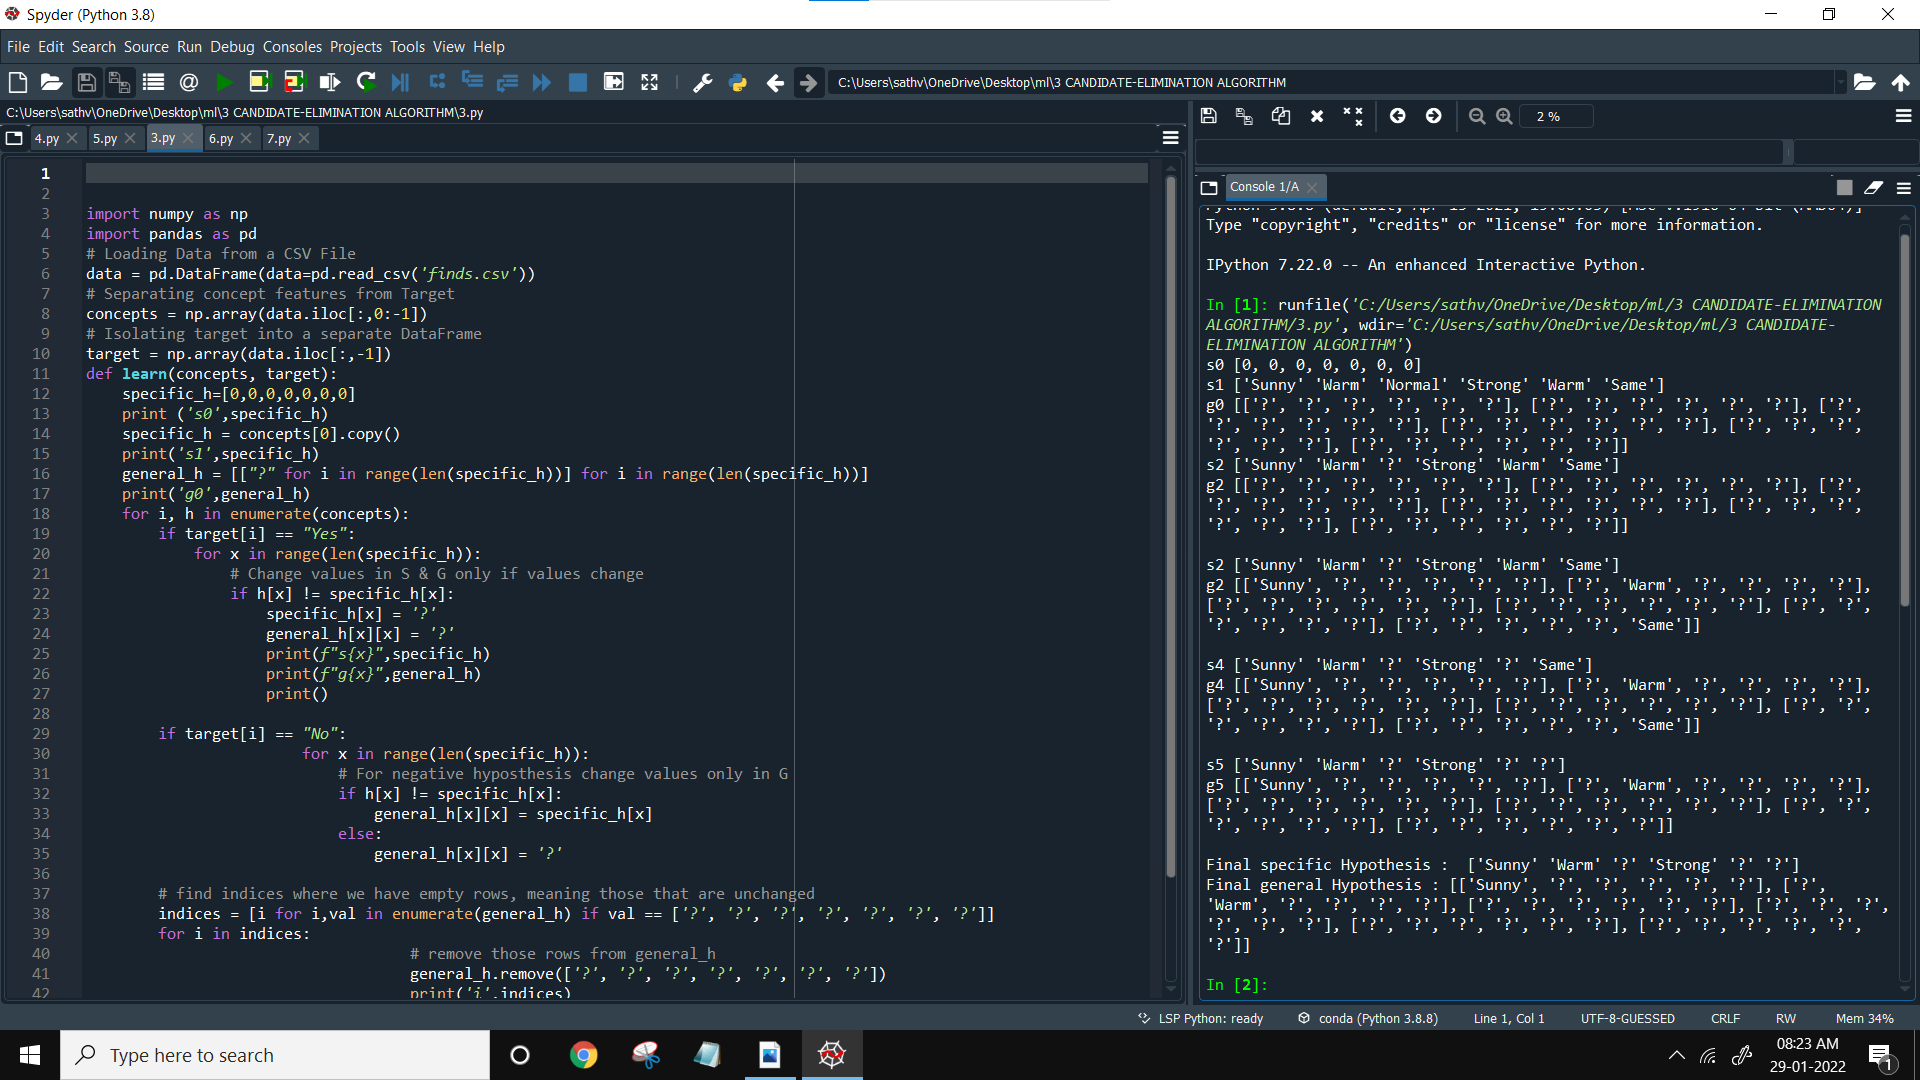 Spyder (Python 3.8)
File Edit Search Source Run Debug Consoles Projects Tools View Help
C:\Users\sathv\OneDrive\Desktop\ml\3 CANDIDATE-ELIMINATION ALGORITHM
C:\Users\sathv\OneDrive\Desktop\ml\3 CANDIDATE-ELIMINATION ALGORITHM\3.py
4.py 5.py 3.py 6.py 7.py
1
2
3 import numpy as np
4 import pandas as pd
5 # Loading Data from a CSV File
6 data = pd.DataFrame(data=pd.read_csv('finds.csv'))
7 # Separating concept features from Target
8 concepts = np.array(data.iloc[:,0:-1])
9 # Isolating target into a separate DataFrame
10 target = np.array(data.iloc[:,-1])
11 def learn(concepts, target):
12 specific_h=[0,0,0,0,0,0,0]
13 print ('s0',specific_h)
14 specific_h = concepts[0].copy()
15 print('s1',specific_h)
16 general_h = [["?" for i in range(len(specific_h))] for i in range(len(specific_h))]
17 print('g0',general_h)
18 for i, h in enumerate(concepts):
19 if target[i] == "Yes":
20 for x in range(len(specific_h)):
21 # Change values in S & G only if values change
22 if h[x] != specific_h[x]:
23 specific_h[x] = '?'
24 general_h[x][x] = '?'
25 print(f"s{x}",specific_h)
26 print(f"g{x}",general_h)
27 print()
28
29 if target[i] == "No":
30 for x in range(len(specific_h)):
31 # For negative hyposthesis change values only in G
32 if h[x] != specific_h[x]:
33 general_h[x][x] = specific_h[x]
34 else:
35 general_h[x][x] = '?'
36
37 # find indices where we have empty rows, meaning those that are unchanged
38 indices = [i for i,val in enumerate(general_h) if val == ['?', '?', '?', '?', '?', '?', '?']]
39 for i in indices:
40 # remove those rows from general_h
41 general_h.remove(['?', '?', '?', '?', '?', '?', '?'])
42 print('i',indices)
2 %
Console 1/A
Python 3.8.8 (default, Apr 13 2021, 15:08:03) [MSC v.1916 64 bit (AMD64)]
Type "copyright", "credits" or "license" for more information.
IPython 7.22.0 -- An enhanced Interactive Python.
In [1]: runfile('C:/Users/sathv/OneDrive/Desktop/ml/3 CANDIDATE-ELIMINATION
ALGORITHM/3.py', wdir='C:/Users/sathv/OneDrive/Desktop/ml/3 CANDIDATE-
ELIMINATION ALGORITHM')
s0 [0, 0, 0, 0, 0, 0, 0]
s1 ['Sunny' 'Warm' 'Normal' 'Strong' 'Warm' 'Same']
g0 [['?', '?', '?', '?', '?', '?'], ['?', '?', '?', '?', '?', '?'], ['?',
'?', '?', '?', '?', '?'], ['?', '?', '?', '?', '?', '?'], ['?', '?', '?',
'?', '?', '?'], ['?', '?', '?', '?', '?', '?']]
s2 ['Sunny' 'Warm' '?' 'Strong' 'Warm' 'Same']
g2 [['?', '?', '?', '?', '?', '?'], ['?', '?', '?', '?', '?', '?'], ['?',
'?', '?', '?', '?', '?'], ['?', '?', '?', '?', '?', '?'], ['?', '?', '?',
'?', '?', '?'], ['?', '?', '?', '?', '?', '?']]
s2 ['Sunny' 'Warm' '?' 'Strong' 'Warm' 'Same']
g2 [['Sunny', '?', '?', '?', '?', '?'], ['?', 'Warm', '?', '?', '?', '?'],
['?', '?', '?', '?', '?', '?'], ['?', '?', '?', '?', '?', '?'], ['?', '?',
'?', '?', '?', '?'], ['?', '?', '?', '?', '?', 'Same']]
s4 ['Sunny' 'Warm' '?' 'Strong' '?' 'Same']
g4 [['Sunny', '?', '?', '?', '?', '?'], ['?', 'Warm', '?', '?', '?', '?'],
['?', '?', '?', '?', '?', '?'], ['?', '?', '?', '?', '?', '?'], ['?', '?',
'?', '?', '?', '?'], ['?', '?', '?', '?', '?', 'Same']]
s5 ['Sunny' 'Warm' '?' 'Strong' '?' '?']
g5 [['Sunny', '?', '?', '?', '?', '?'], ['?', 'Warm', '?', '?', '?', '?'],
['?', '?', '?', '?', '?', '?'], ['?', '?', '?', '?', '?', '?'], ['?', '?',
'?', '?', '?', '?'], ['?', '?', '?', '?', '?', '?']]
Final specific Hypothesis :  ['Sunny' 'Warm' '?' 'Strong' '?' '?']
Final general Hypothesis : [['Sunny', '?', '?', '?', '?', '?'], ['?',
'Warm', '?', '?', '?', '?'], ['?', '?', '?', '?', '?', '?'], ['?', '?', '?',
'?', '?', '?'], ['?', '?', '?', '?', '?', '?'], ['?', '?', '?', '?', '?',
'?']]
In [2]:
LSP Python: ready conda (Python 3.8.8) Line 1, Col 1 UTF-8-GUESSED CRLF RW Mem 34%
Type here to search
08:23 AM
29-01-2022
1